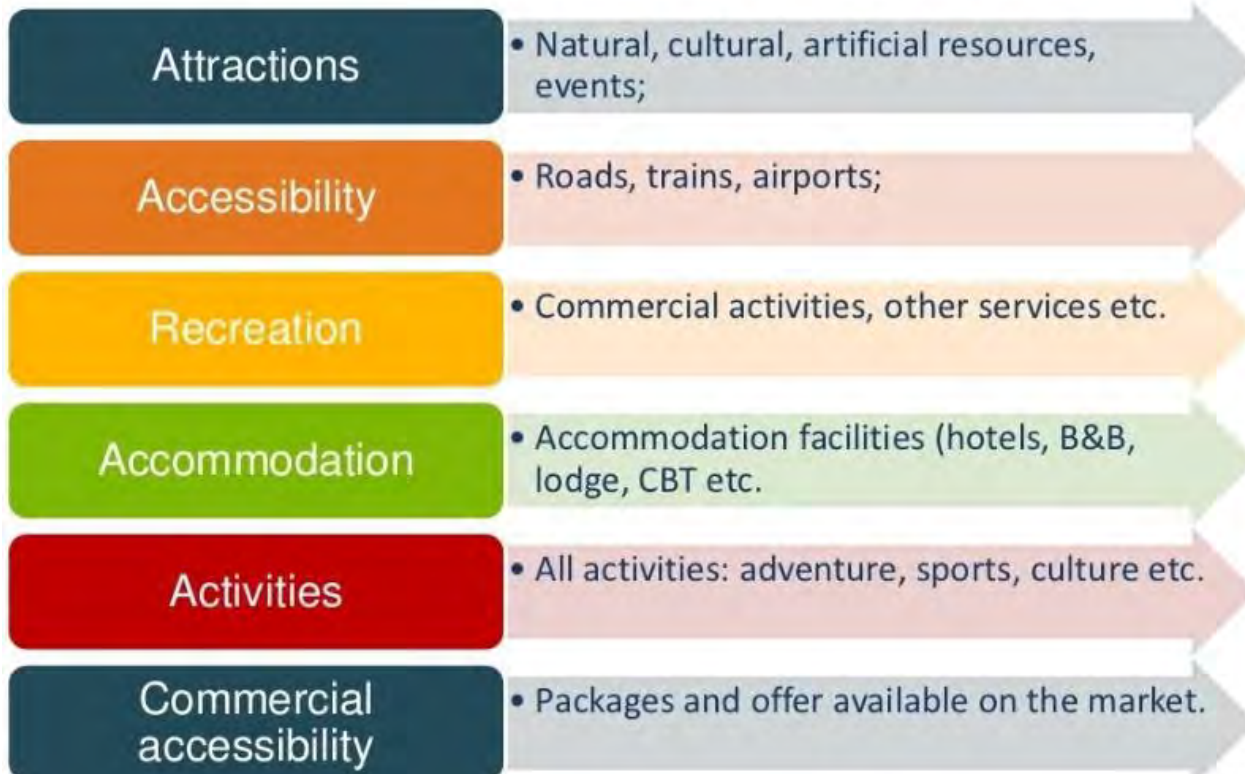 Attractions
• Natural, cultural, artificial resources,
events;
Accessibility
• Roads, trains, airports;
Recreation
• Commercial activities, other services etc.
Accommodation
• Accommodation facilities (hotels, B&B,
lodge, CBT etc.
Activities
• All activities: adventure, sports, culture etc.
Commercial
accessibility
• Packages and offer available on the market.